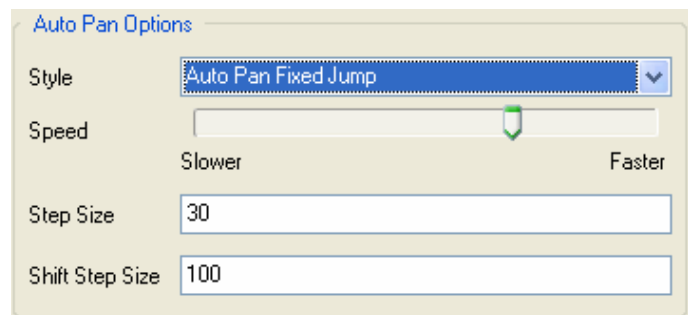 Auto Pan Options
Style
Auto Pan Fixed Jump
Speed
Slower Faster
Step Size
30
Shift Step Size
100